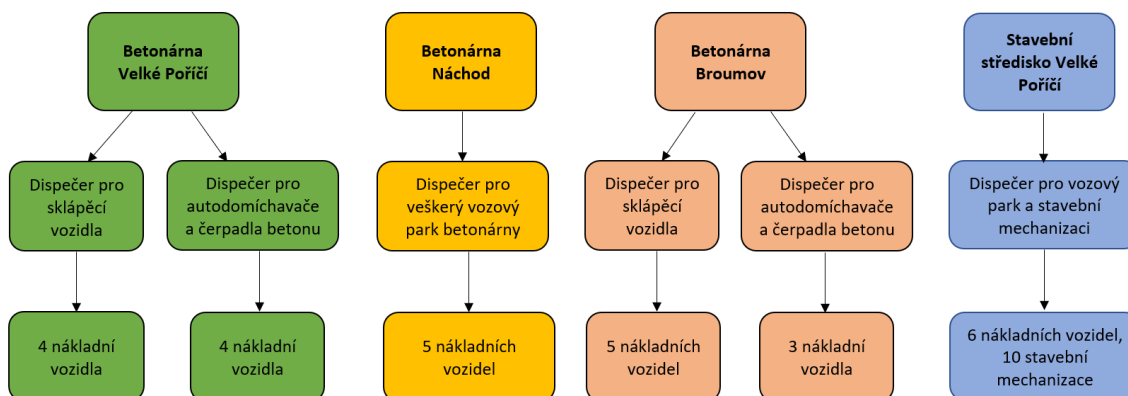 Betonárna
Velké Poříčí
Betonárna
Náchod
Betonárna
Broumov
Stavební
středisko Velké
Poříčí
Dispečer pro
sklápěcí
vozidla
Dispečer pro
autodomíchavače
a čerpadla betonu
Dispečer pro
veškerý vozový
park betonárny
Dispečer pro
sklápěcí
vozidla
Dispečer pro
autodomíchavače
a čerpadla betonu
Dispečer pro vozový
park a stavební
mechanizaci
4 nákladní
vozidla
4 nákladní
vozidla
5 nákladních
vozidel
5 nákladních
vozidel
3 nákladní
vozidla
6 nákladních vozidel,
10 stavební
mechanizace